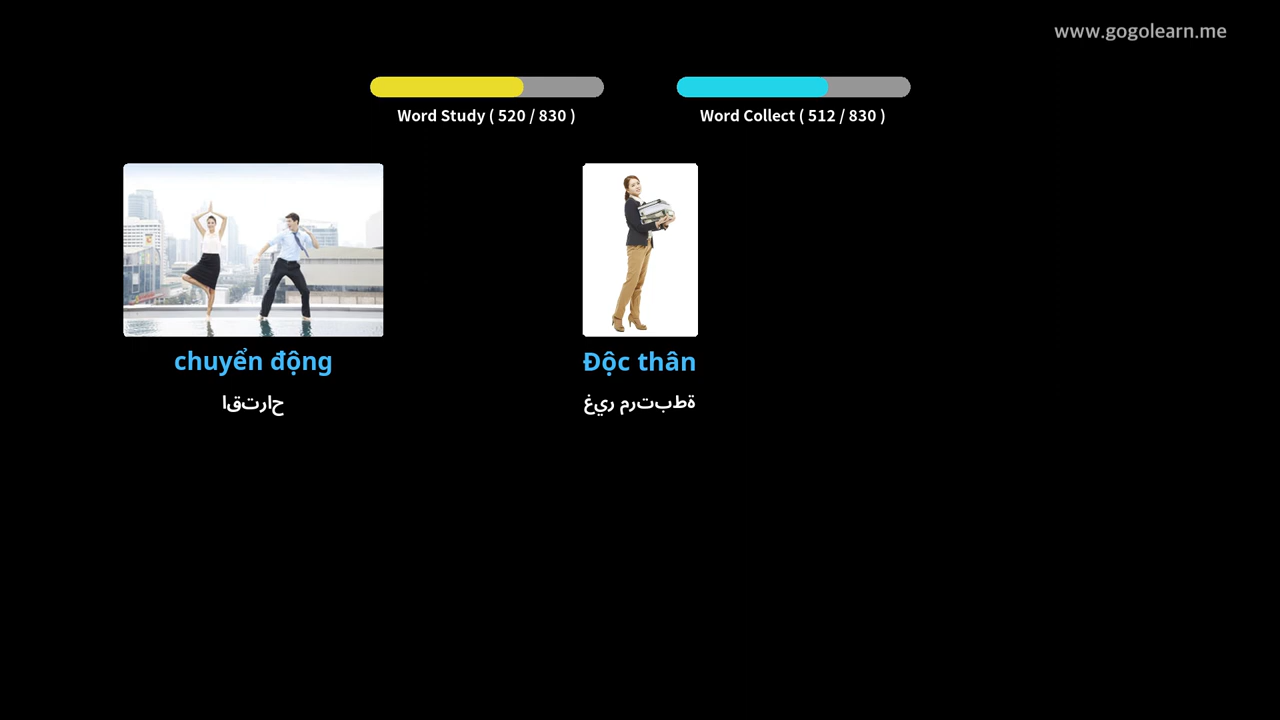 www.gogolearn.me
Word Study ( 520 / 830 )
Word Collect ( 512 / 830 )
chuyển động
اقتراح
Độc thân
غير مرتبطة